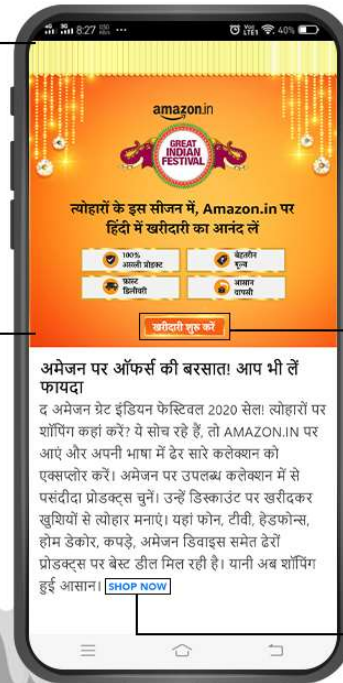 8:27
40%
amazon.in
GREAT
INDIAN
FESTIVAL
त्योहारों के इस सीजन में, Amazon.in पर
हिंदी में खरीदारी का आनंद लें
100%
असली प्रोडक्ट
बेहतरीन
मूल्य
फ़ास्ट
डिलीवरी
आसान
वापसी
खरीदारी शुरू करें
अमेजन पर ऑफर्स की बरसात! आप भी लें
फायदा
द अमेजन ग्रेट इंडियन फेस्टिवल 2020 सेल! त्योहारों पर
शॉपिंग कहां करें? ये सोच रहे हैं, तो AMAZON.IN पर
आएं और अपनी भाषा में ढेर सारे कलेक्शन को
एक्सप्लोर करें। अमेजन पर उपलब्ध कलेक्शन में से
पसंदीदा प्रोडक्ट्स चुनें। उन्हें डिस्काउंट पर खरीदकर
खुशियों से त्योहार मनाएं। यहां फोन, टीवी, हेडफोन्स,
होम डेकोर, कपड़े, अमेजन डिवाइस समेत ढेरों
प्रोडक्ट्स पर बेस्ट डील मिल रही है। यानी अब शॉपिंग
हुई आसान। SHOP NOW